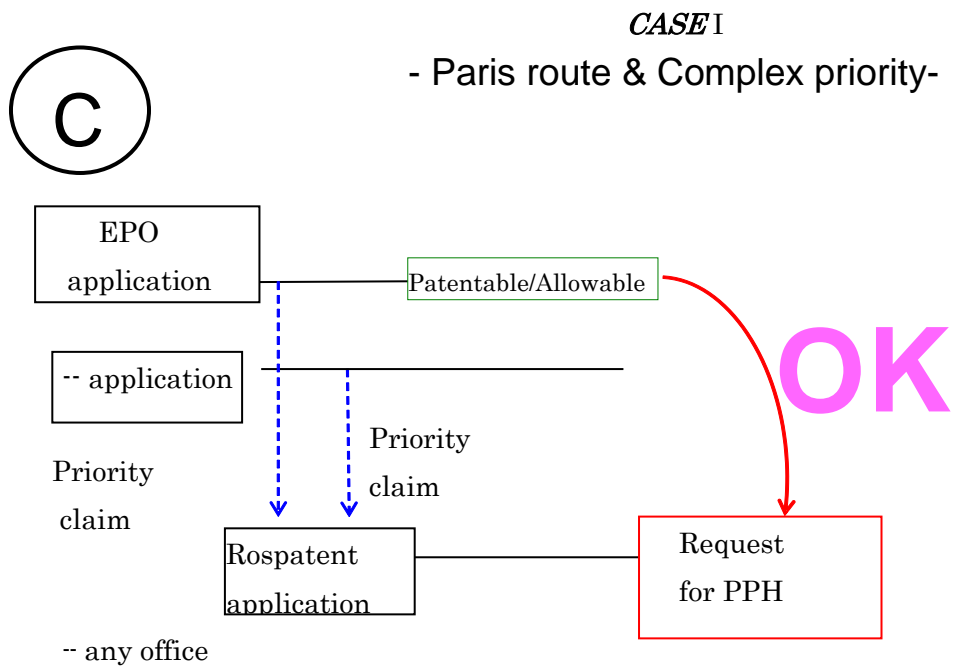 CASE I
- Paris route & Complex priority-
C
EPO
application
Patentable/Allowable
OK
-- application
Priority
claim
Priority
claim
Rospatent
application
Request
for PPH
-- any office